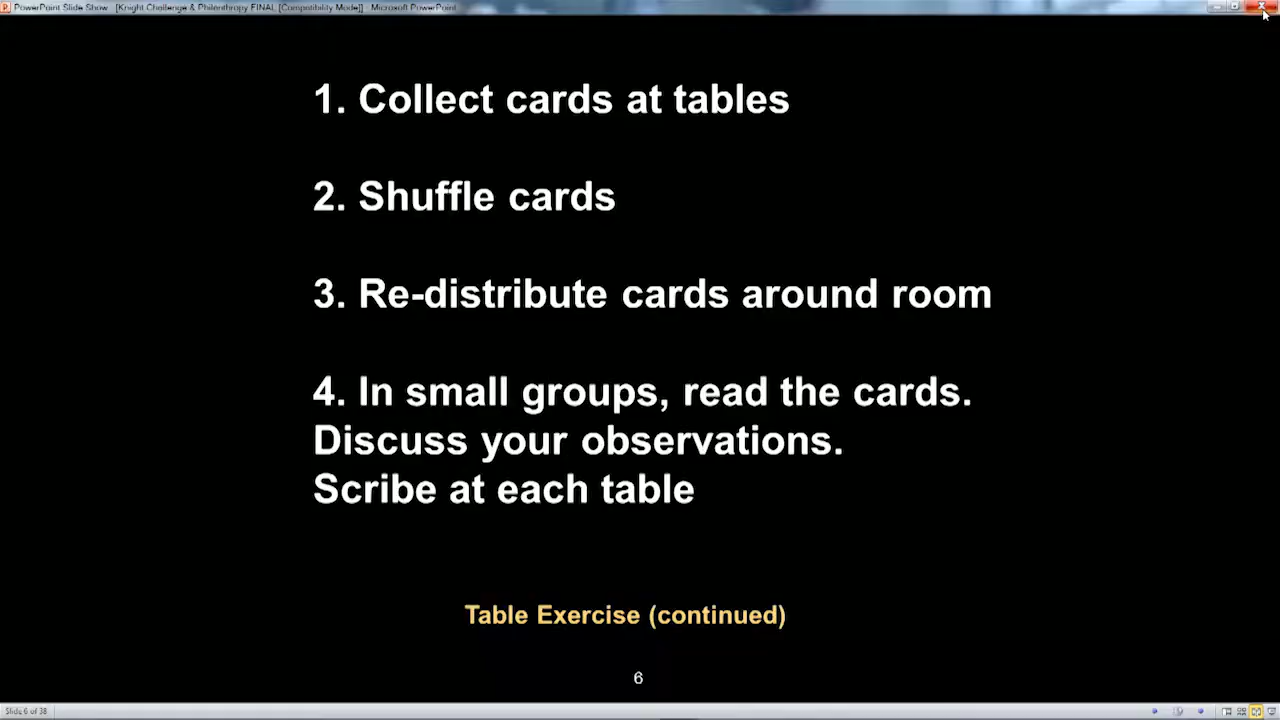 PowerPoint Slide Show - [Knight Challenge & Philanthropy FINAL [Compatibility Mode]] - Microsoft PowerPoint
1. Collect cards at tables
2. Shuffle cards
3. Re-distribute cards around room
4. In small groups, read the cards.
Discuss your observations.
Scribe at each table
Table Exercise (continued)
6
Slide 6 of 38